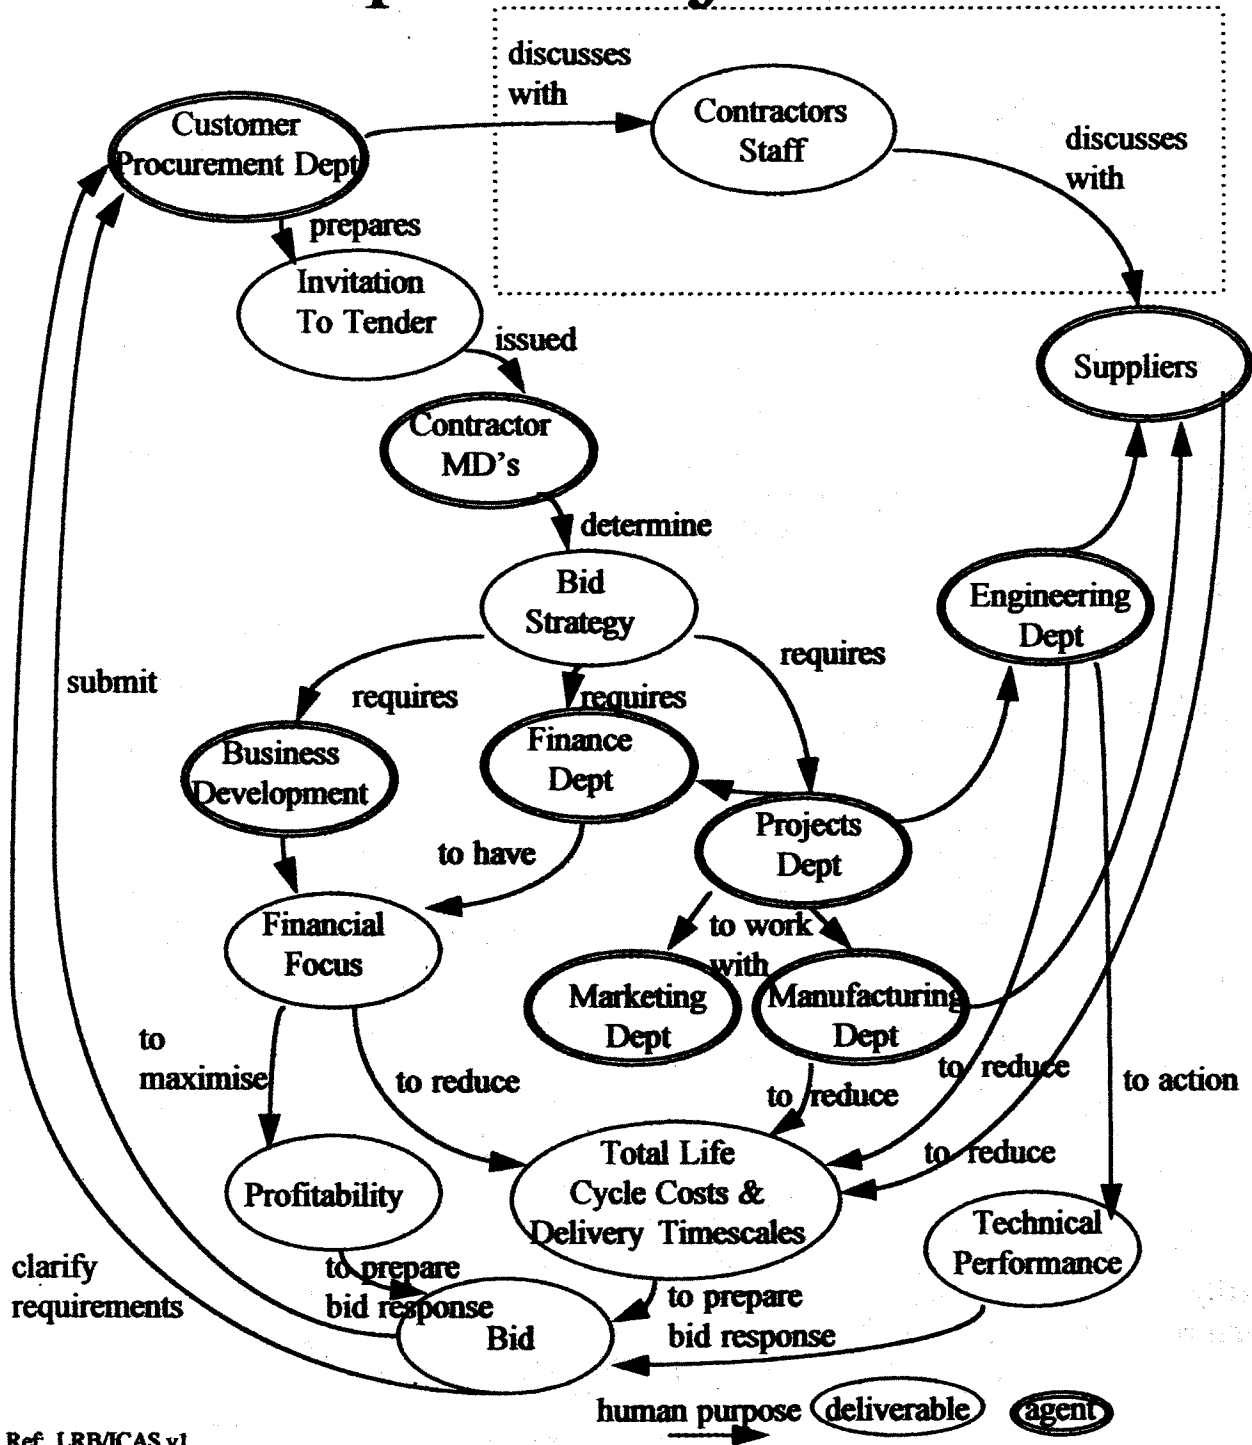 discusses
with
Contractors
Staff
discusses
with
Customer
Procurement Dept
prepares
Invitation
To Tender
issued
Suppliers
Contractor
MD's
determine
Bid
Strategy
Engineering
Dept
requires
submit
requires
requires
Business
Development
Finance
Dept
Projects
Dept
to have
Financial
Focus
to work
with
Marketing
Dept
Manufacturing
Dept
to
maximise
to reduce
to reduce
to reduce
to action
to reduce
Profitability
Total Life
Cycle Costs &
Delivery Timescales
Technical
Performance
clarify
requirements
to prepare
bid response
to prepare
bid response
Bid
human purpose
deliverable
agent
Ref: LRB/ICAS v1